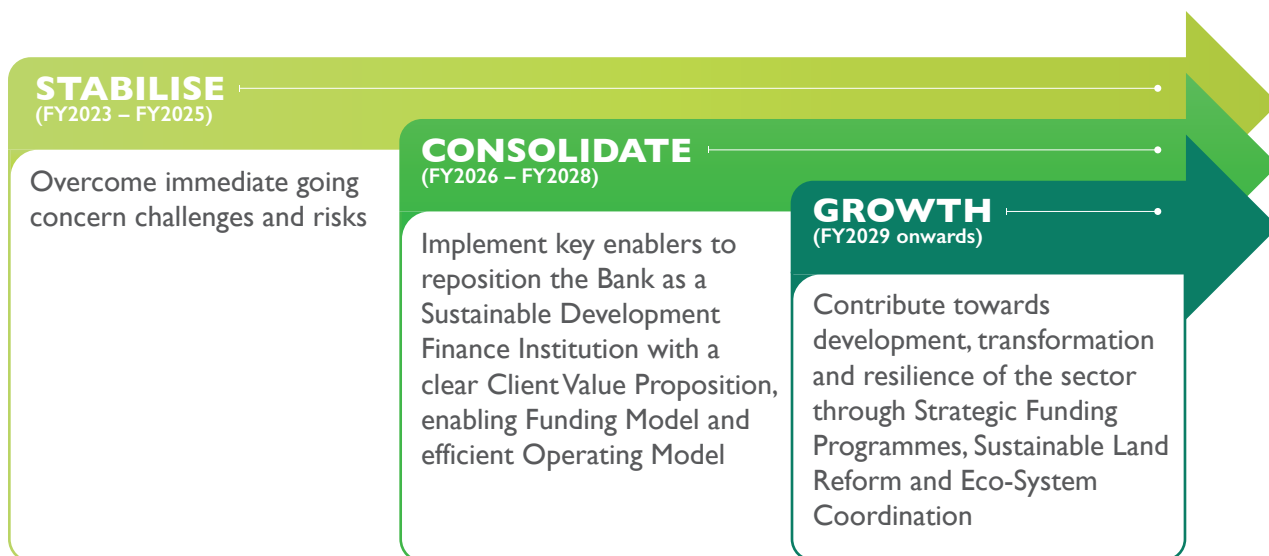 STABILISE
(FY2023 – FY2025)
Overcome immediate going
concern challenges and risks
CONSOLIDATE
(FY2026 – FY2028)
Implement key enablers to
reposition the Bank as a
Sustainable Development
Finance Institution with a
clear Client Value Proposition,
enabling Funding Model and
efficient Operating Model
GROWTH
(FY2029 onwards)
Contribute towards
development, transformation
and resilience of the sector
through Strategic Funding
Programmes, Sustainable Land
Reform and Eco-System
Coordination